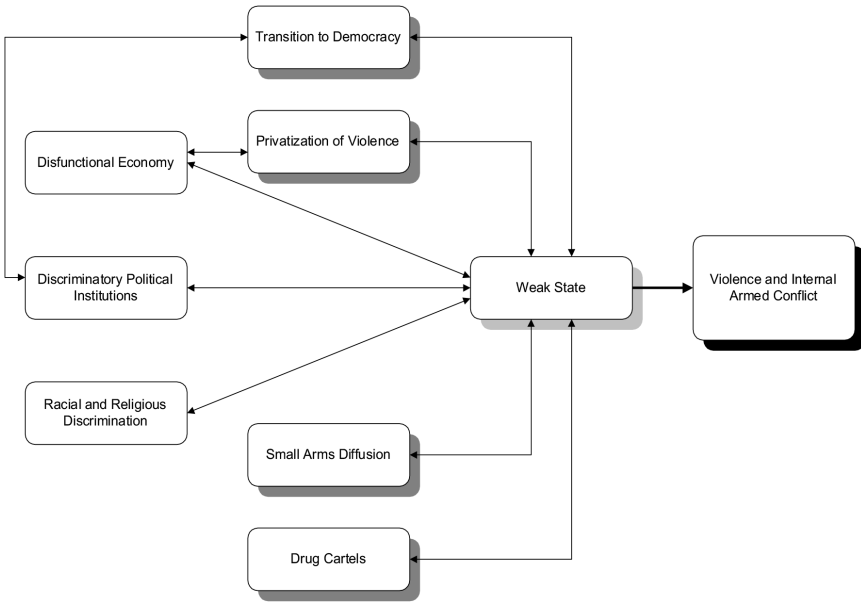 Transition to Democracy
Privatization of Violence
Disfunctional Economy
Discriminatory Political
Institutions
Weak State
Violence and Internal
Armed Conflict
Racial and Religious
Discrimination
Small Arms Diffusion
Drug Cartels